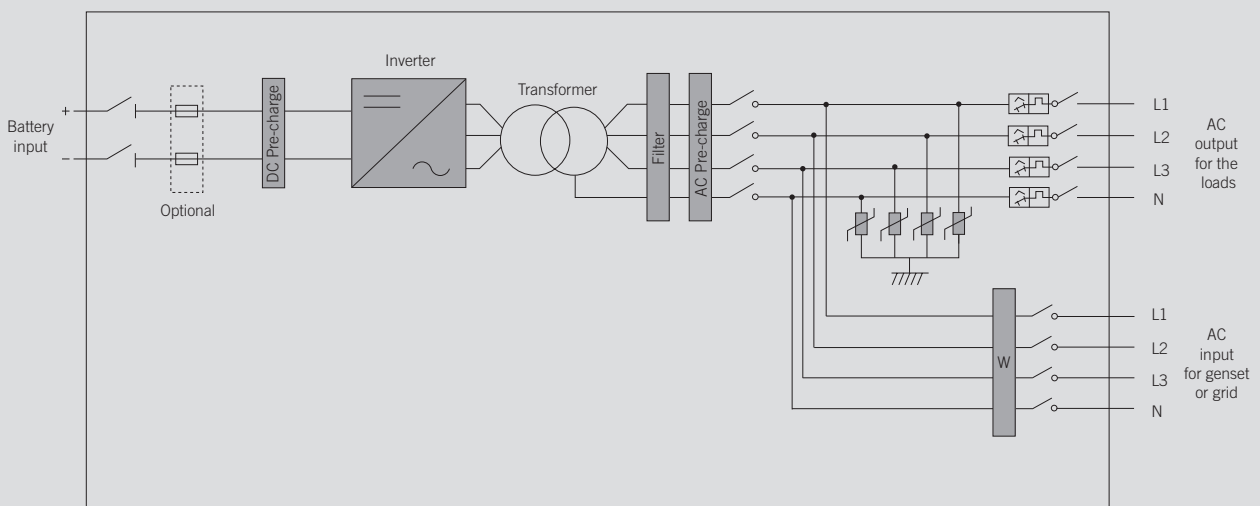 Battery
input
+
–
Optional
DC Pre-charge
Inverter
Transformer
Filter
AC Pre-charge
L1
L2
L3
N
AC
output
for the
loads
W
L1
L2
L3
N
AC
input
for genset
or grid